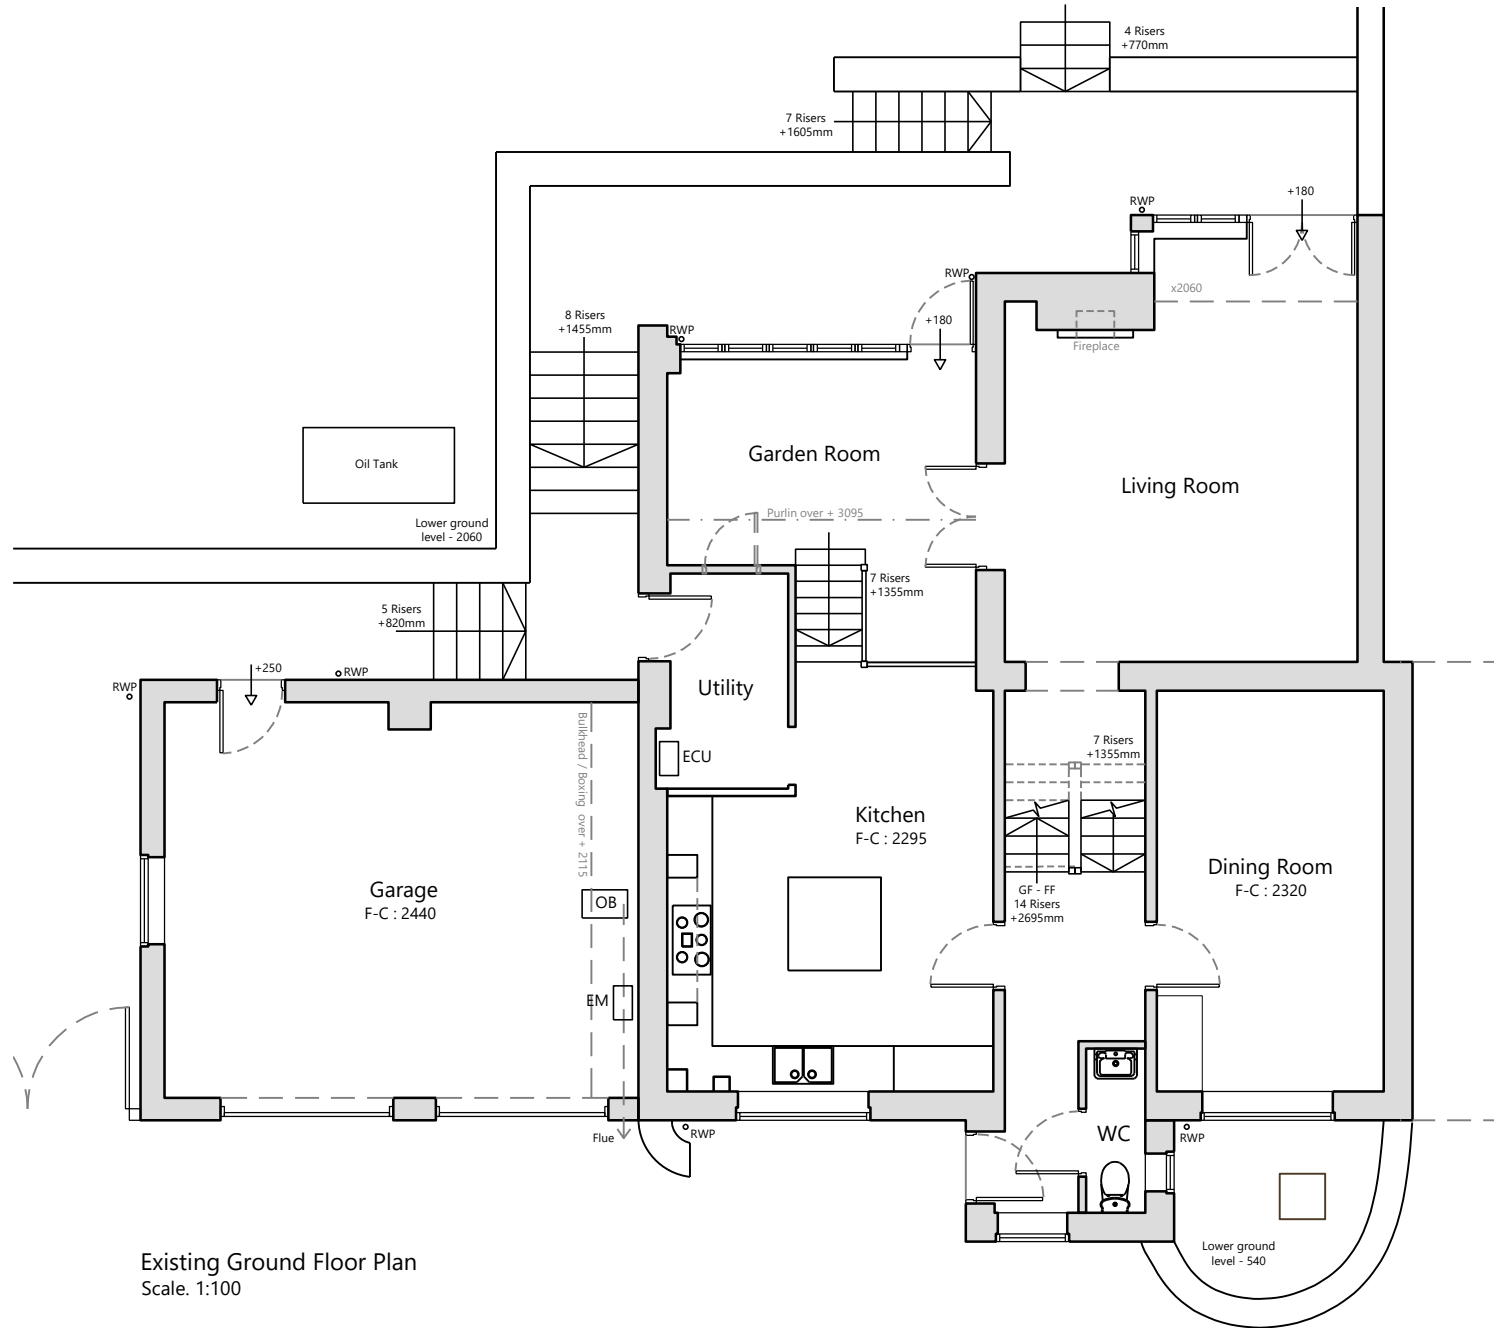 4 Risers
+770mm
7 Risers
+1605mm
RWP
+180
RWP
x2060
8 Risers
+1455mm
RWP
+180
Fireplace
Garden Room
Oil Tank
Living Room
Purlin over + 3095
Lower ground
level - 2060
7 Risers
+1355mm
5 Risers
+820mm
+250
RWP
RWP
Utility
Bulkhead / Boxing over + 2115
ECU
7 Risers
+1355mm
Kitchen
F-C : 2295
Dining Room
F-C : 2320
Garage
F-C : 2440
OB
GF - FF
14 Risers
+2695mm
EM
Flue
RWP
WC
RWP
Lower ground
level - 540
Existing Ground Floor Plan
Scale. 1:100